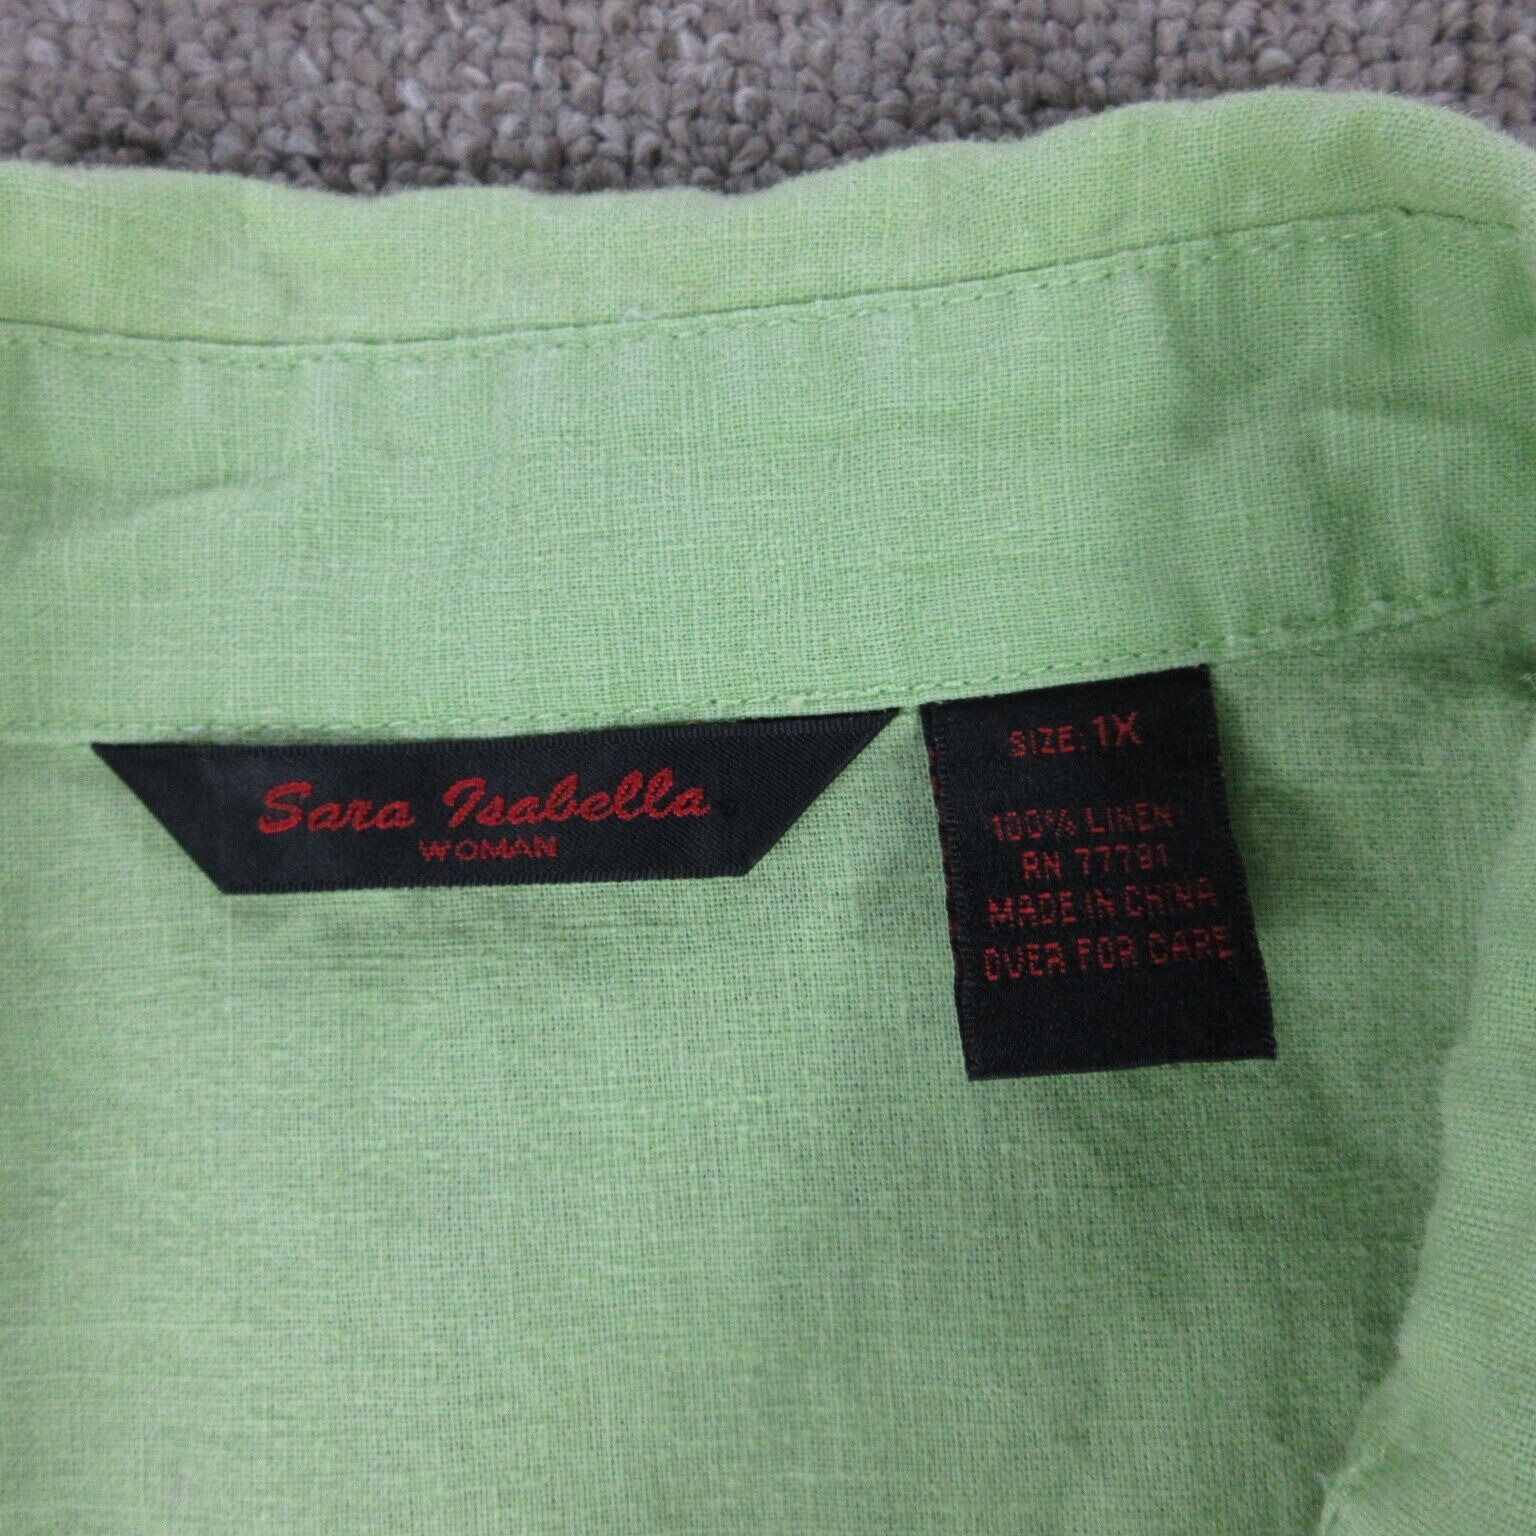 Sara Isabella
WOMAN
SIZE: 1X
100% LINEN
RN 77791
MADE IN CHINA
OVER FOR CARE